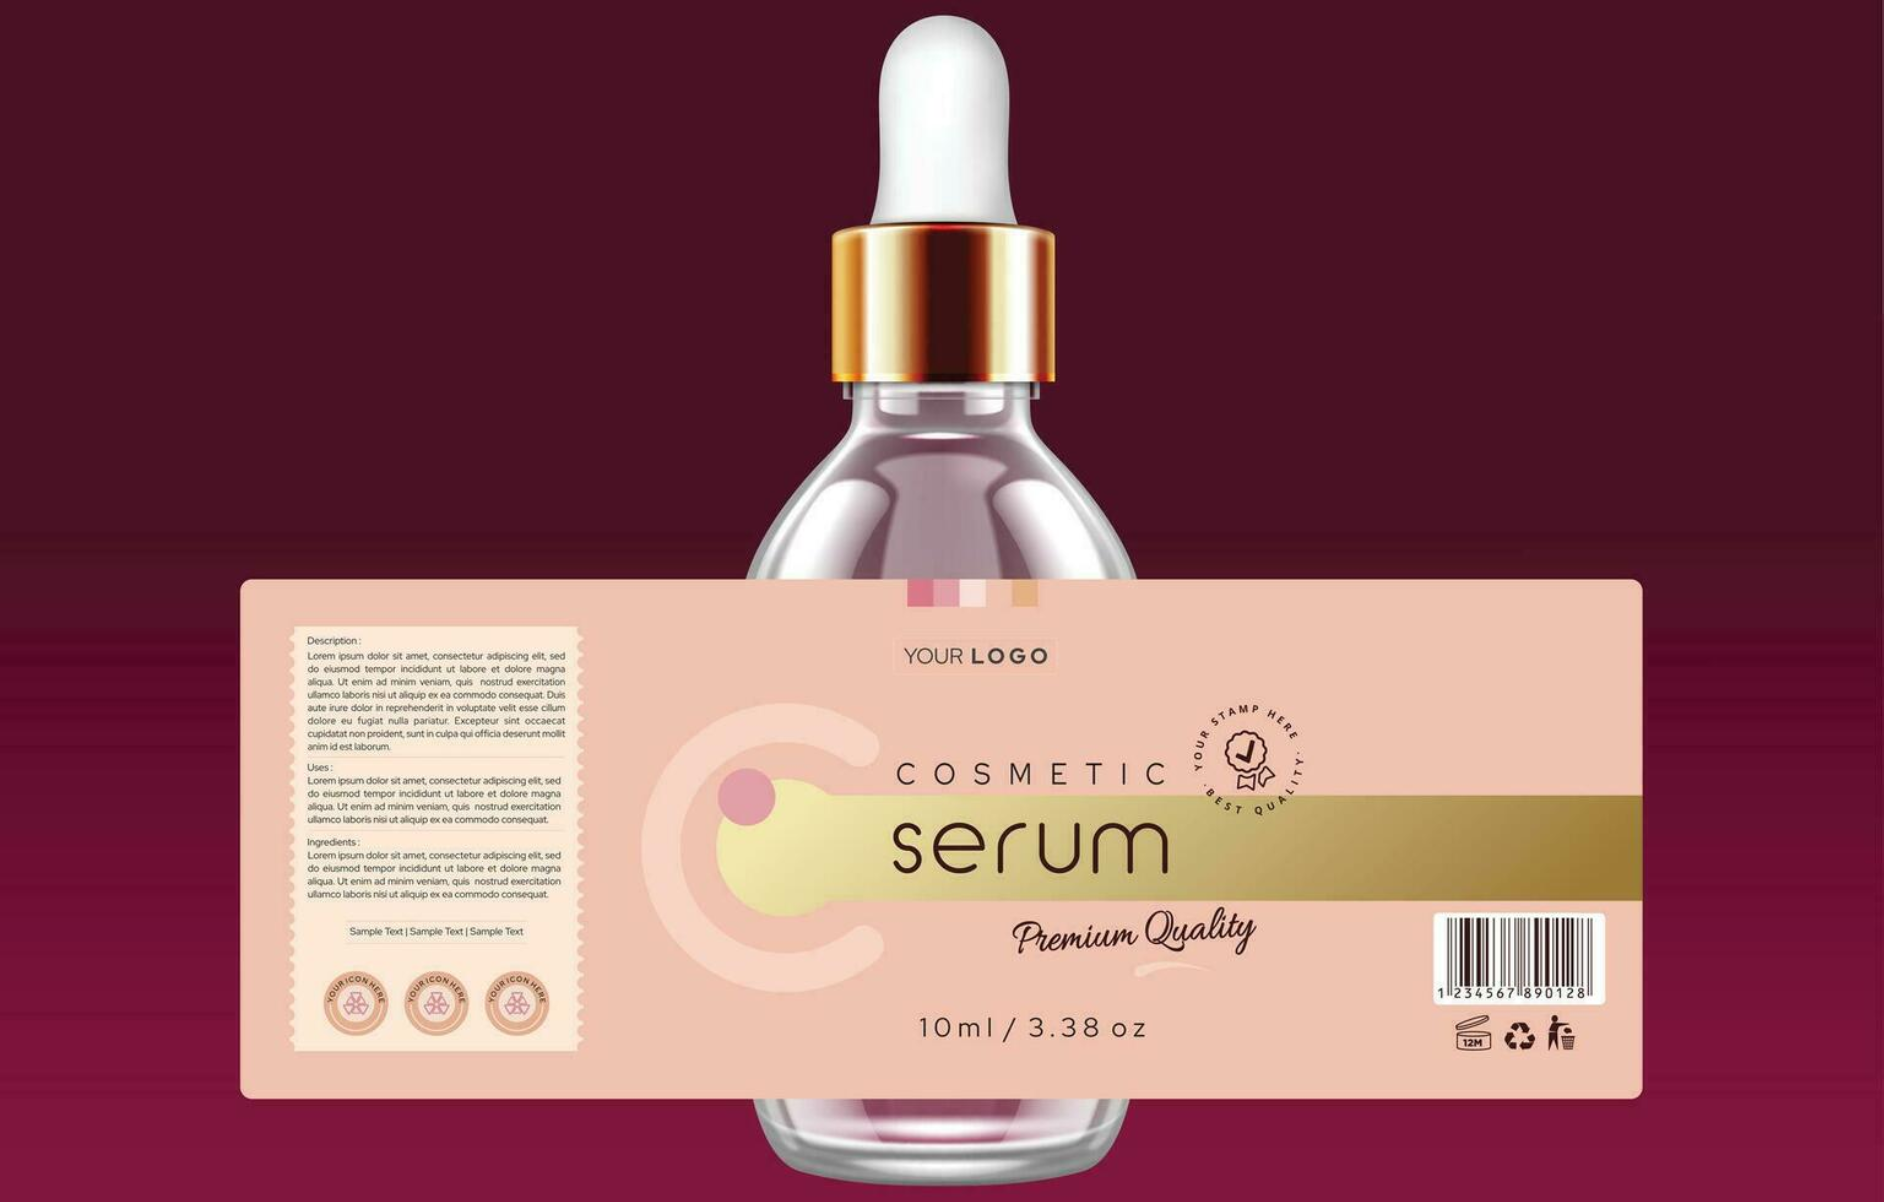 Description :
Lorem ipsum dolor sit amet, consectetur adipiscing elit, sed
do eiusmod tempor incididunt ut labore et dolore magna
aliqua. Ut enim ad minim veniam, quis nostrud exercitation
ullamco laboris nisi ut aliquip ex ea commodo consequat. Duis
aute irure dolor in reprehenderit in voluptate velit esse cillum
dolore eu fugiat nulla pariatur. Excepteur sint occaecat
cupidatat non proident, sunt in culpa qui officia deserunt mollit
anim id est laborum.
Uses :
Lorem ipsum dolor sit amet, consectetur adipiscing elit, sed
do eiusmod tempor incididunt ut labore et dolore magna
aliqua. Ut enim ad minim veniam, quis nostrud exercitation
ullamco laboris nisi ut aliquip ex ea commodo consequat.
Ingredients :
Lorem ipsum dolor sit amet, consectetur adipiscing elit, sed
do eiusmod tempor incididunt ut labore et dolore magna
aliqua. Ut enim ad minim veniam, quis nostrud exercitation
ullamco laboris nisi ut aliquip ex ea commodo consequat.
Sample Text | Sample Text | Sample Text
YOUR ICON HERE
YOUR ICON HERE
YOUR ICON HERE
YOUR LOGO
COSMETIC
serum
Premium Quality
10ml / 3.38 oz
YOUR STAMP HERE
· BEST QUALITY ·
1 234567 890128
12M